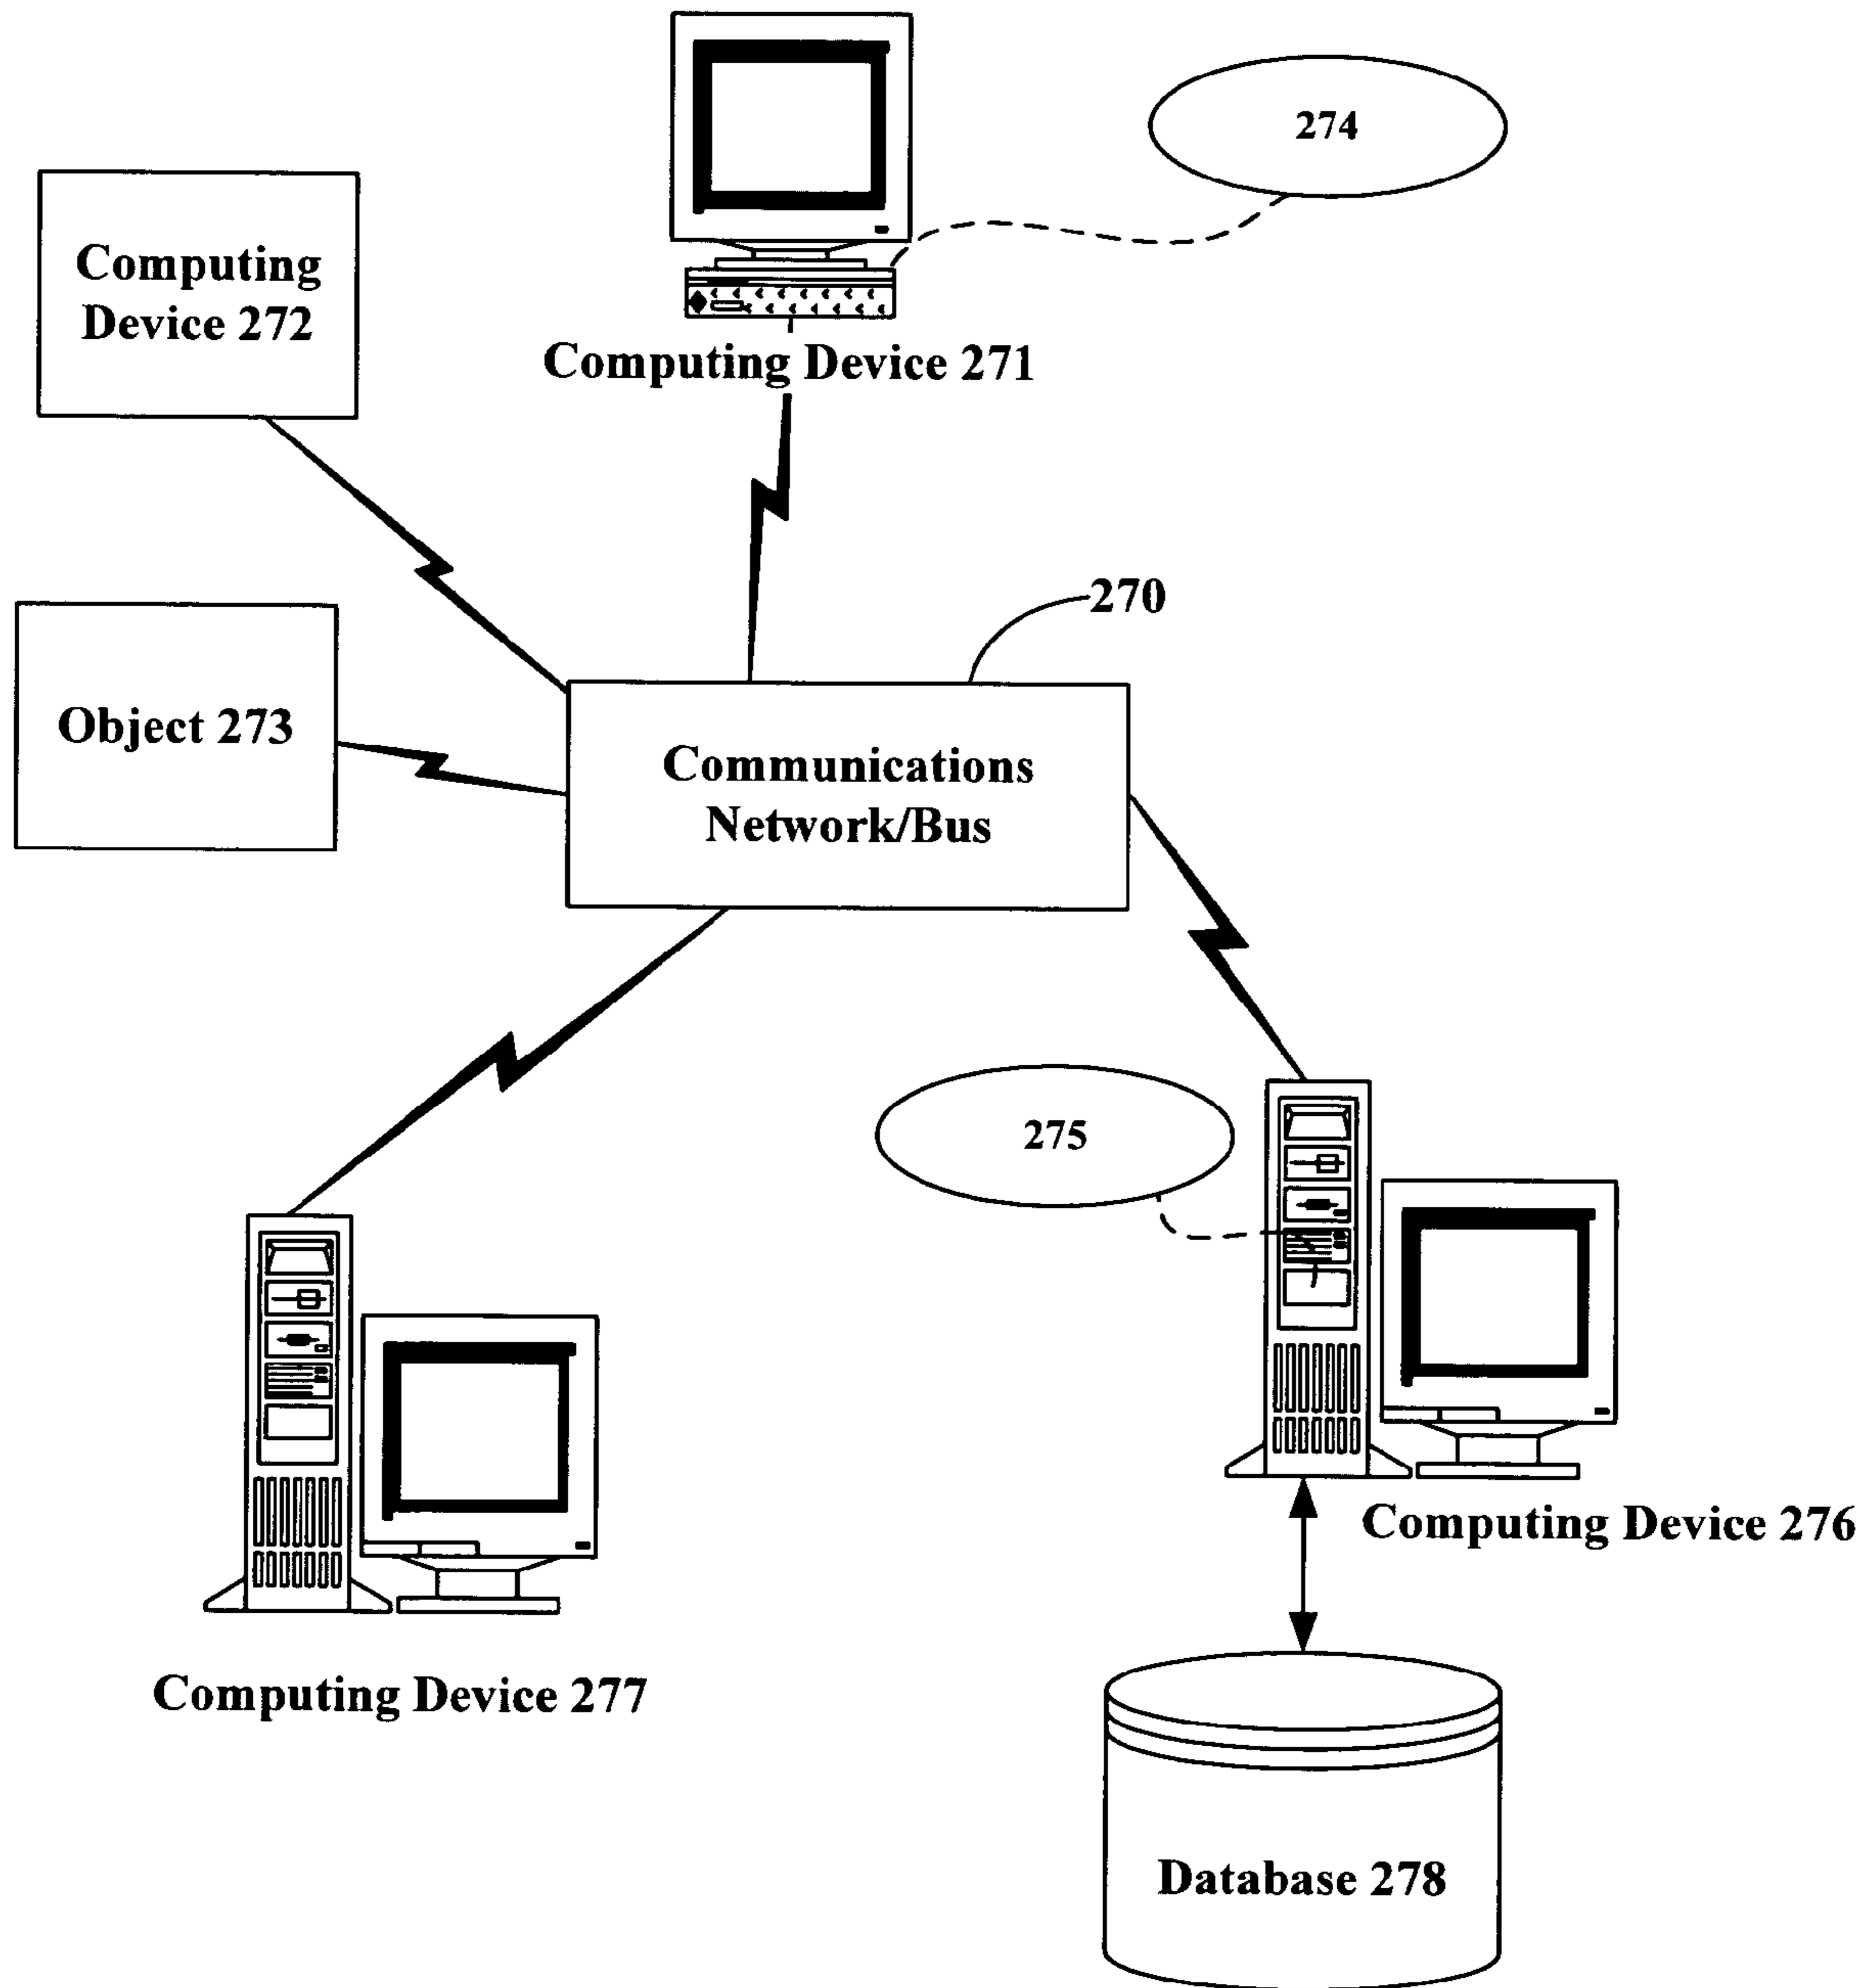 274
Computing
Device 272
Computing Device 271
270
Object 273
Communications
Network/Bus
275
Computing Device 276
Computing Device 277
Database 278